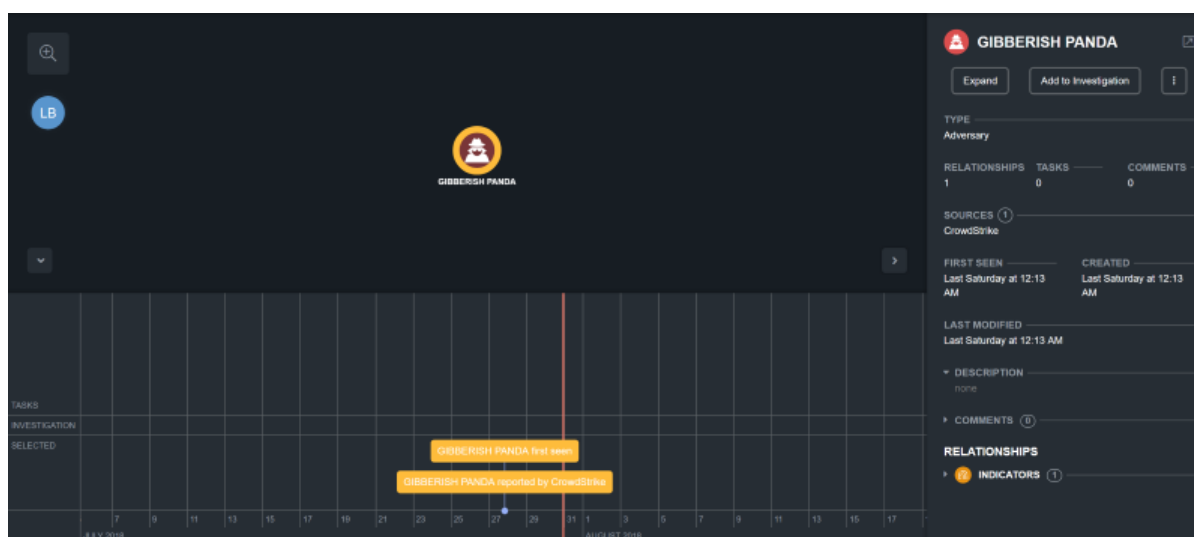 LB
GIBBERISH PANDA
TASKS
INVESTIGATION
SELECTED
GIBBERISH PANDA first seen
GIBBERISH PANDA reported by CrowdStrike
7 9 11 13 15 17 19 21 23 25 27 29 31 1 3 5 7 9 11 13 15 17
JULY 2018 AUGUST 2018
GIBBERISH PANDA
Expand Add to Investigation
TYPE
Adversary
RELATIONSHIPS TASKS COMMENTS
1 0 0
SOURCES 1
CrowdStrike
FIRST SEEN CREATED
Last Saturday at 12:13 Last Saturday at 12:13
AM AM
LAST MODIFIED
Last Saturday at 12:13 AM
DESCRIPTION
none
COMMENTS 0
RELATIONSHIPS
INDICATORS 1